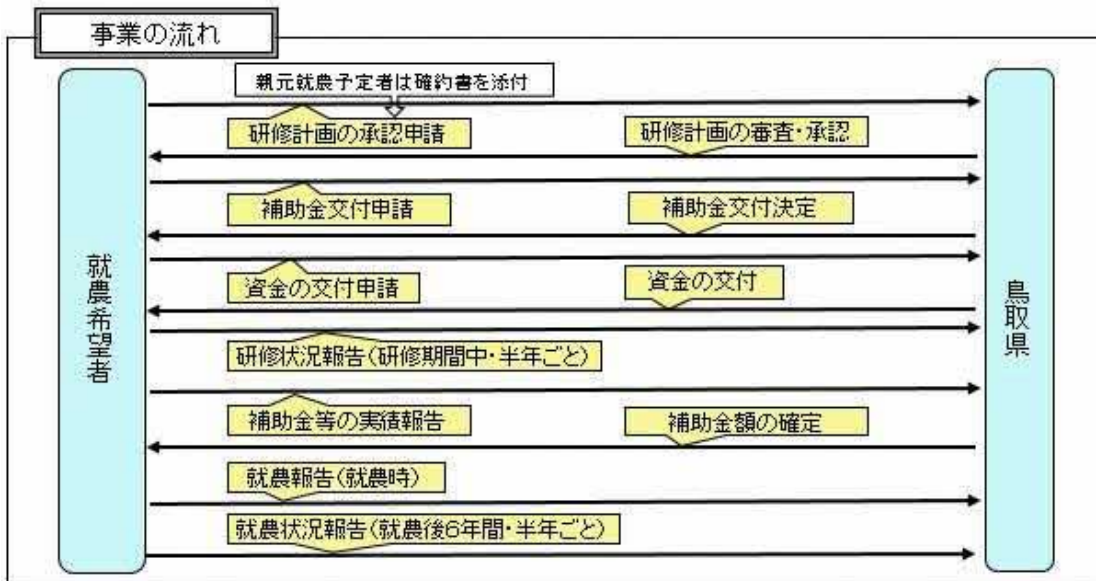 事業の流れ
親元就農予定者は確約書を添付
研修計画の承認申請
研修計画の審査・承認
補助金交付申請
補助金交付決定
就農希望者
資金の交付申請
資金の交付
鳥取県
研修状況報告(研修期間中・半年ごと)
補助金等の実績報告
補助金額の確定
就農報告(就農時)
就農状況報告(就農後6年間・半年ごと)